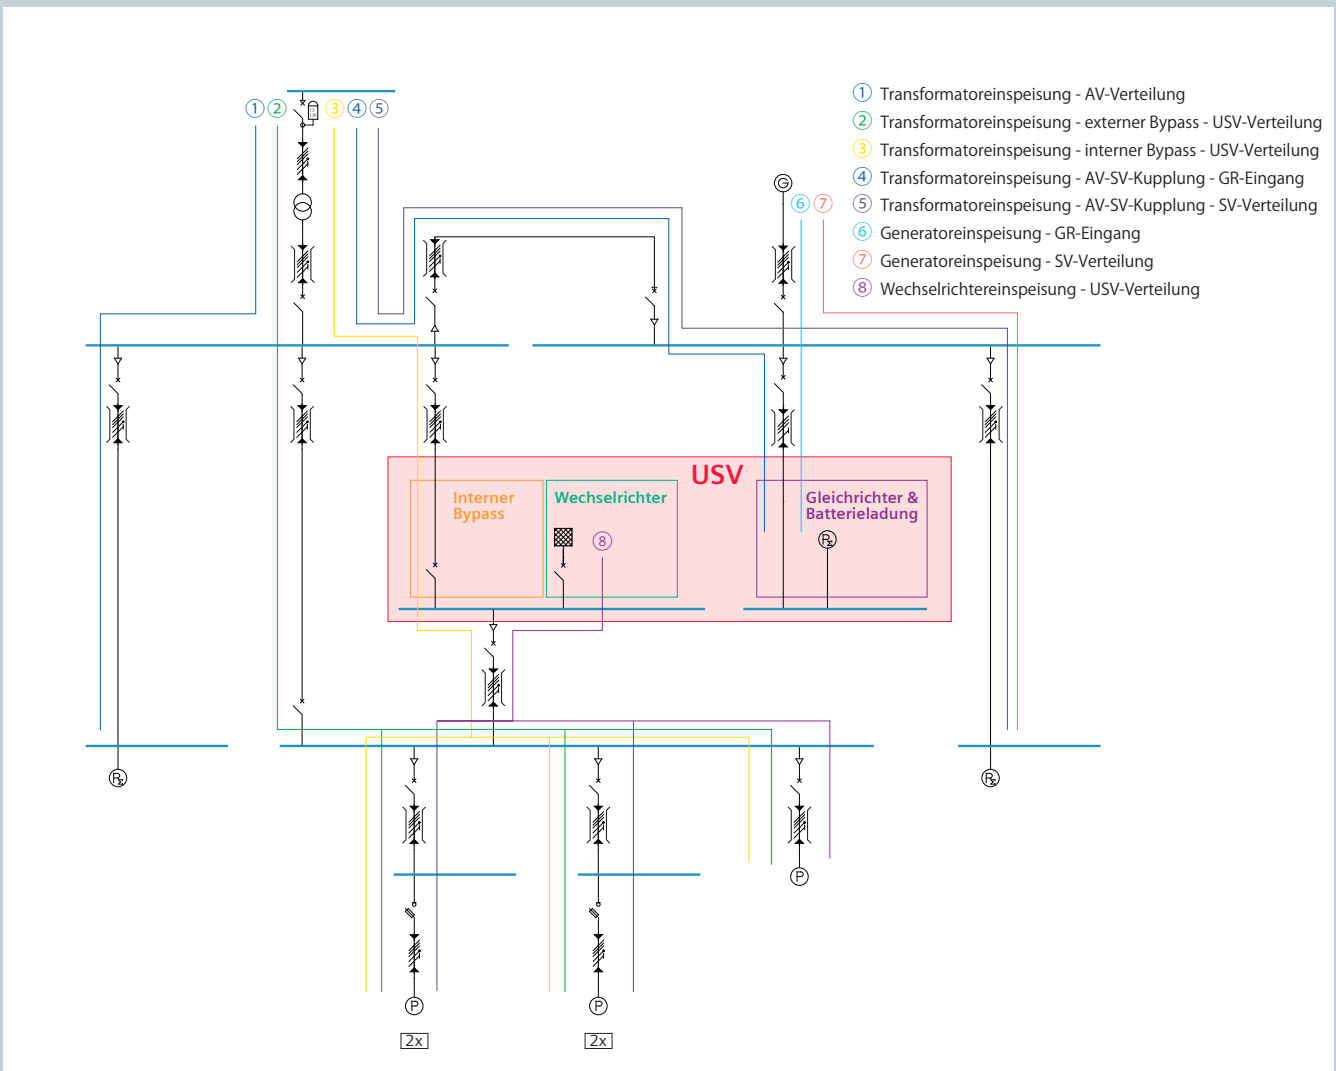 ① Transformatoreinspeisung - AV-Verteilung
② Transformatoreinspeisung - externer Bypass - USV-Verteilung
③ Transformatoreinspeisung - interner Bypass - USV-Verteilung
④ Transformatoreinspeisung - AV-SV-Kupplung - GR-Eingang
⑤ Transformatoreinspeisung - AV-SV-Kupplung - SV-Verteilung
⑥ Generatoreinspeisung - GR-Eingang
⑦ Generatoreinspeisung - SV-Verteilung
⑧ Wechselrichtereinspeisung - USV-Verteilung
① ② ③ ④ ⑤
G
⑥ ⑦
USV
Interner
Bypass
Wechselrichter
⑧
Gleichrichter &
Batterieladung
RΣ
RΣ
RΣ
P
P
P
2x
2x